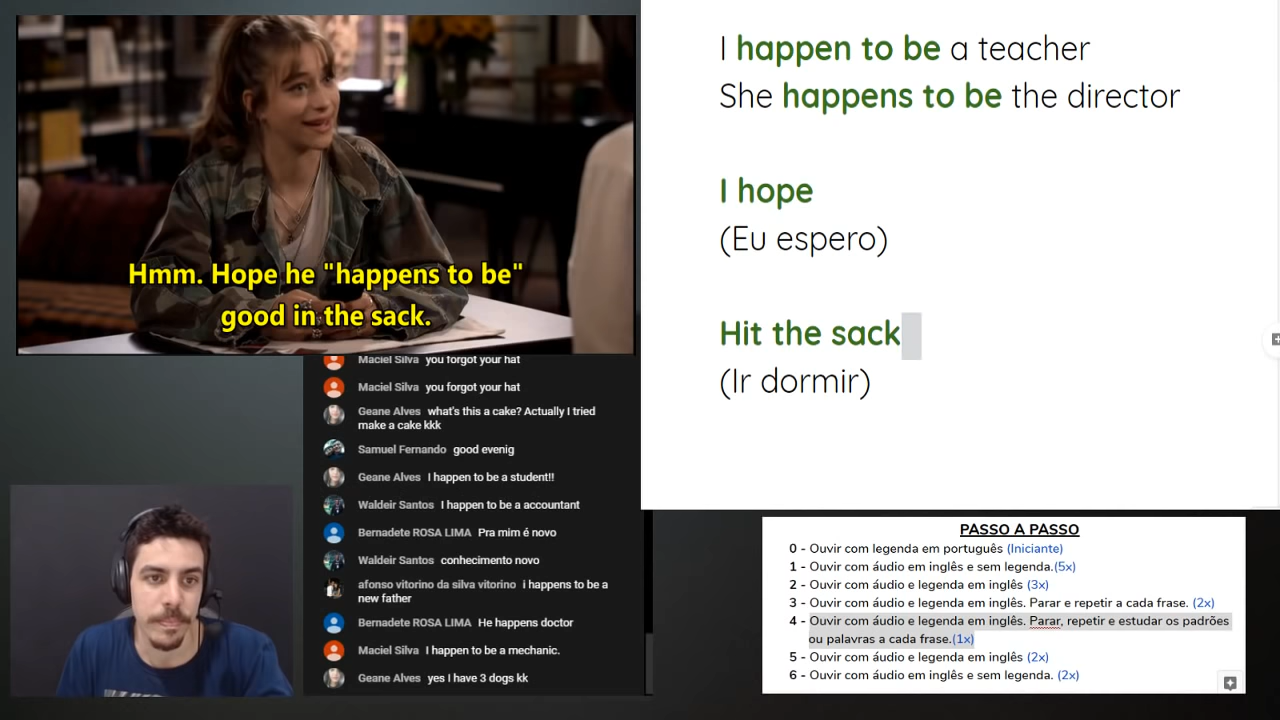 Hmm. Hope he "happens to be"
good in the sack.
I happen to be a teacher
She happens to be the director
I hope
(Eu espero)
Hit the sack
(Ir dormir)
Maciel Silva you forgot your hat
Maciel Silva you forgot your hat
Geane Alves what's this a cake? Actually I tried
make a cake kkk
Samuel Fernando good evenig
Geane Alves I happen to be a student!!
Waldeir Santos I happen to be a accountant
Bernadete ROSA LIMA Pra mim é novo
Waldeir Santos conhecimento novo
afonso vitorino da silva vitorino i happens to be a
new father
Bernadete ROSA LIMA He happens doctor
Maciel Silva I happen to be a mechanic.
Geane Alves yes I have 3 dogs kk
PASSO A PASSO
0 - Ouvir com legenda em português (Iniciante)
1 - Ouvir com áudio em inglês e sem legenda.(5x)
2 - Ouvir com áudio e legenda em inglês (3x)
3 - Ouvir com áudio e legenda em inglês. Parar e repetir a cada frase. (2x)
4 - Ouvir com áudio e legenda em inglês. Parar, repetir e estudar os padrões
ou palavras a cada frase.(1x)
5 - Ouvir com áudio e legenda em inglês (2x)
6 - Ouvir com áudio em inglês e sem legenda. (2x)